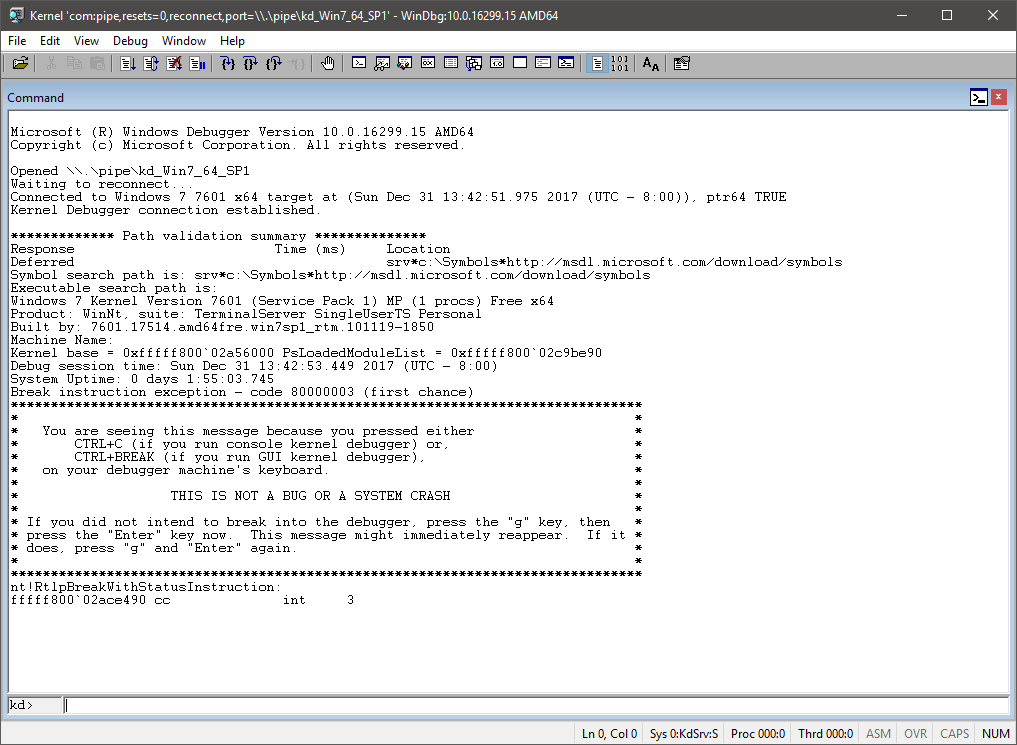 Kernel 'com:pipe,resets=0,reconnect,port=\\.\pipe\kd_Win7_64_SP1' - WinDbg:10.0.16299.15 AMD64
File Edit View Debug Window Help
Command
Microsoft (R) Windows Debugger Version 10.0.16299.15 AMD64
Copyright (c) Microsoft Corporation. All rights reserved.
Opened \\.\pipe\kd_Win7_64_SP1
Waiting to reconnect...
Connected to Windows 7 7601 x64 target at (Sun Dec 31 13:42:51.975 2017 (UTC - 8:00)), ptr64 TRUE
Kernel Debugger connection established.
************* Path validation summary **************
Response                         Time (ms)     Location
Deferred                                       srv*c:\Symbols*http://msdl.microsoft.com/download/symbols
Symbol search path is: srv*c:\Symbols*http://msdl.microsoft.com/download/symbols
Executable search path is:
Windows 7 Kernel Version 7601 (Service Pack 1) MP (1 procs) Free x64
Product: WinNt, suite: TerminalServer SingleUserTS Personal
Built by: 7601.17514.amd64fre.win7sp1_rtm.101119-1850
Machine Name:
Kernel base = 0xfffff800`02a56000 PsLoadedModuleList = 0xfffff800`02c9be90
Debug session time: Sun Dec 31 13:42:53.449 2017 (UTC - 8:00)
System Uptime: 0 days 1:55:03.745
Break instruction exception - code 80000003 (first chance)
*******************************************************************************
*                                                                             *
*   You are seeing this message because you pressed either                    *
*       CTRL+C (if you run console kernel debugger) or,                       *
*       CTRL+BREAK (if you run GUI kernel debugger),                          *
*   on your debugger machine's keyboard.                                      *
*                                                                             *
*                   THIS IS NOT A BUG OR A SYSTEM CRASH                       *
*                                                                             *
* If you did not intend to break into the debugger, press the "g" key, then   *
* press the "Enter" key now.  This message might immediately reappear.  If it *
* does, press "g" and "Enter" again.                                          *
*                                                                             *
*******************************************************************************
nt!RtlpBreakWithStatusInstruction:
fffff800`02ace490 cc              int     3
kd>
Ln 0, Col 0 Sys 0:KdSrv:S Proc 000:0 Thrd 000:0 ASM OVR CAPS NUM